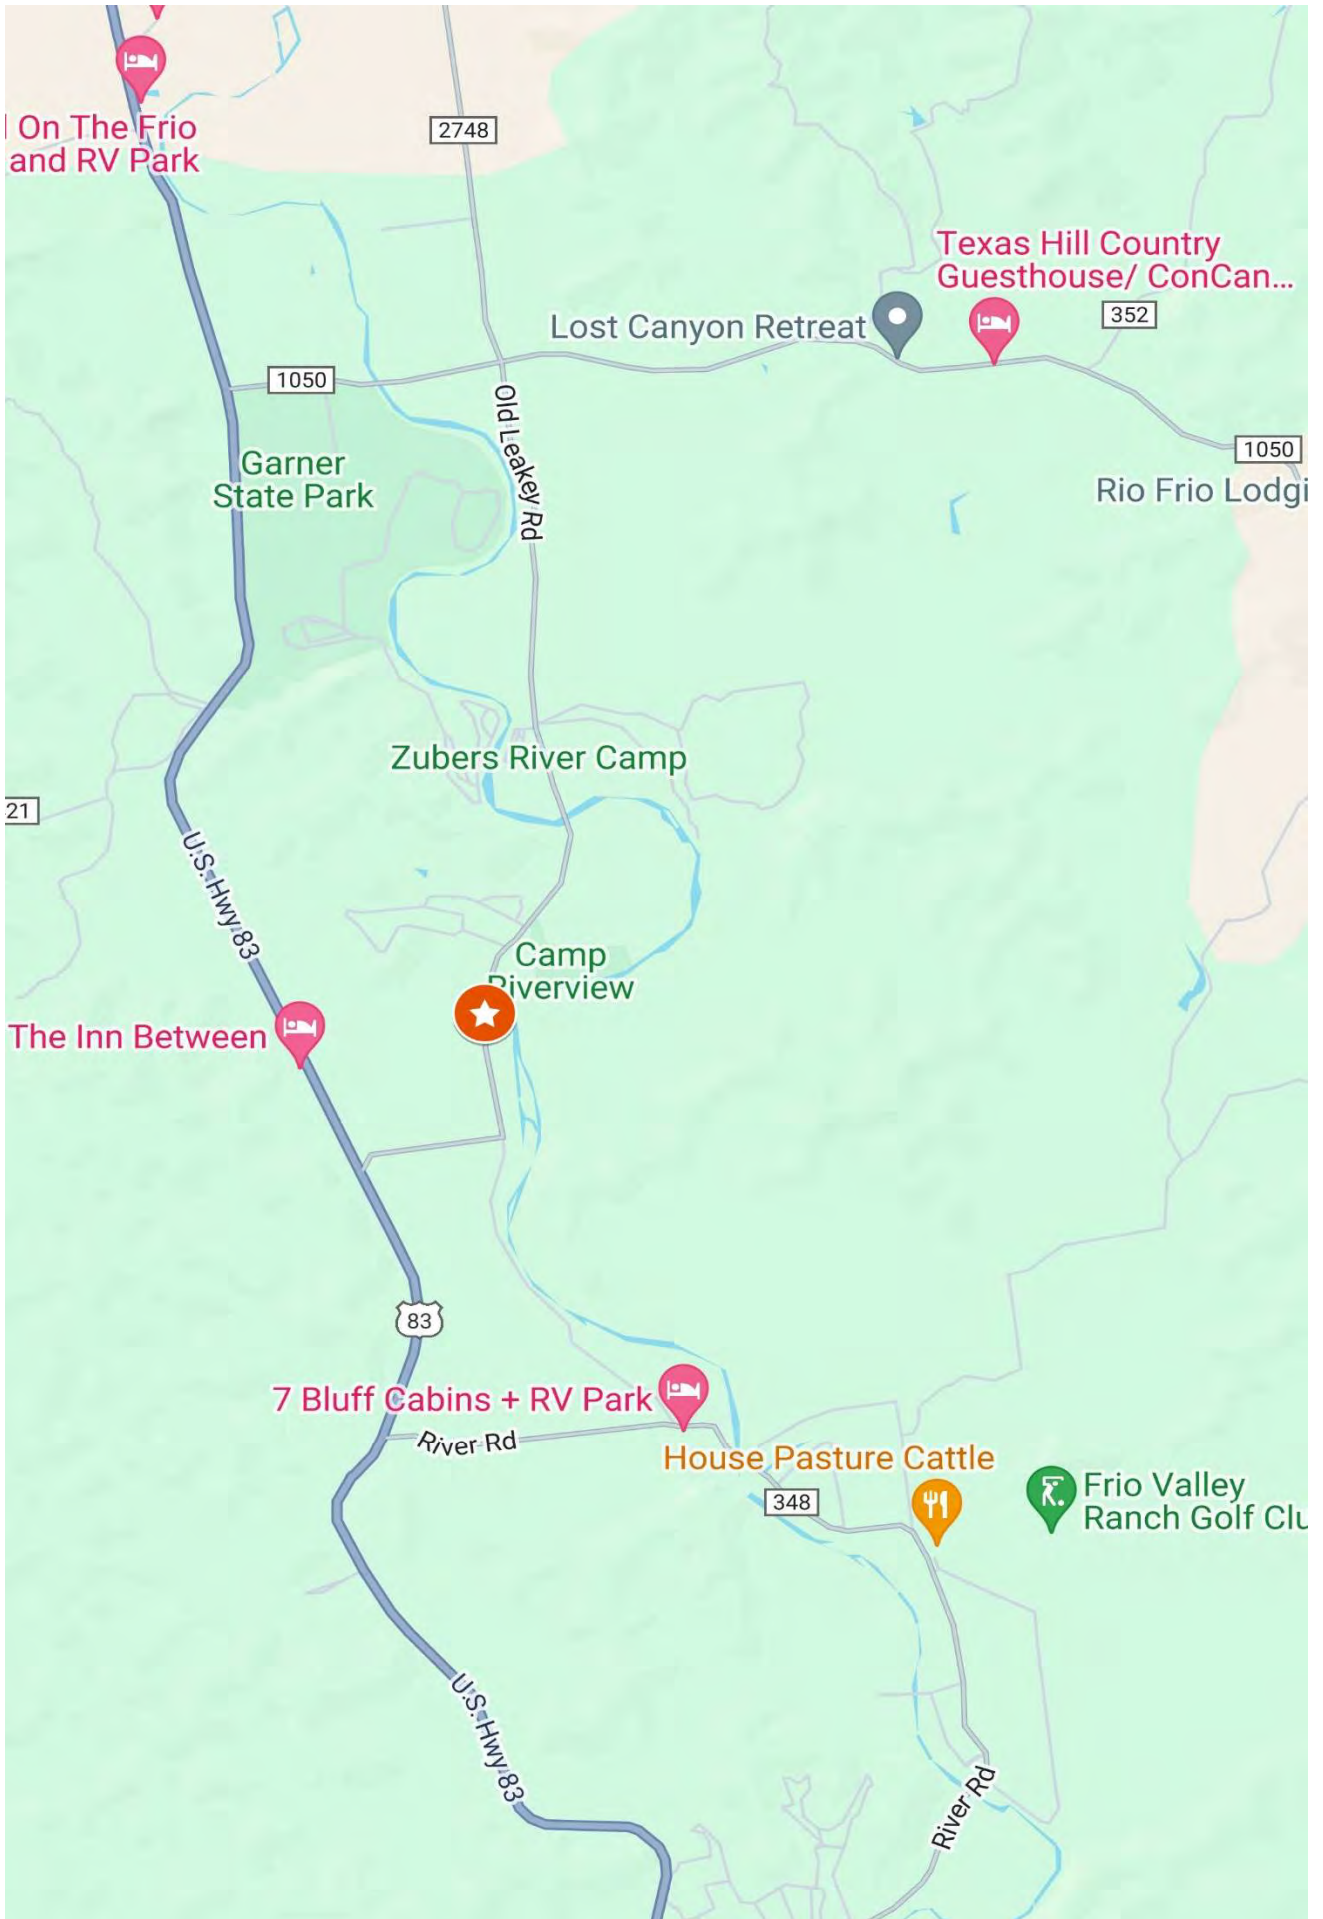 l On The Frio
and RV Park
2748
Texas Hill Country
Guesthouse/ ConCan...
352
Lost Canyon Retreat
1050
Old Leakey Rd
Garner
State Park
1050
Rio Frio Lodgi
Zubers River Camp
21
U.S. Hwy 83
Camp
Riverview
The Inn Between
83
7 Bluff Cabins + RV Park
River Rd
House Pasture Cattle
348
Frio Valley
Ranch Golf Clu
U.S. Hwy 83
River Rd